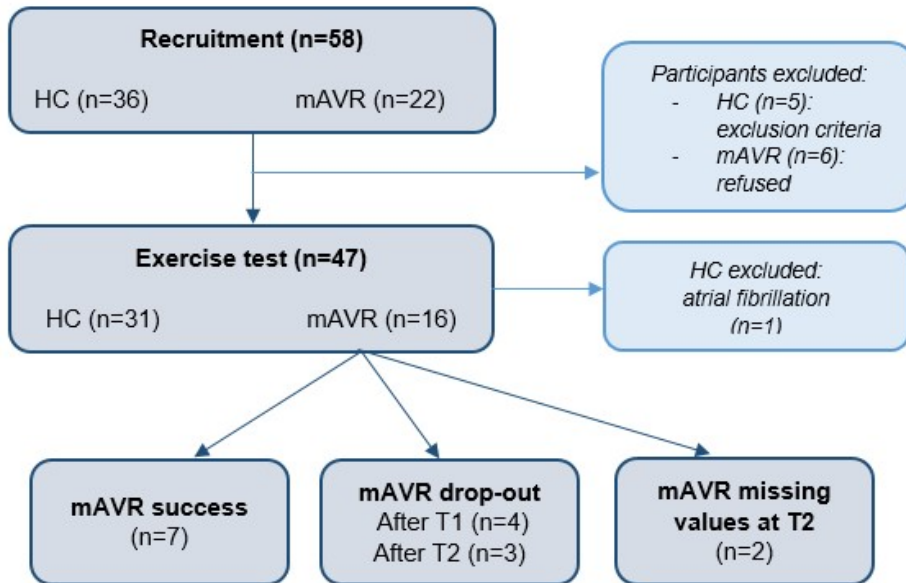 Recruitment (n=58)
HC (n=36) mAVR (n=22)
Participants excluded:
- HC (n=5):
exclusion criteria
- mAVR (n=6):
refused
Exercise test (n=47)
HC (n=31) mAVR (n=16)
HC excluded:
atrial fibrillation
(n=1)
mAVR success
(n=7)
mAVR drop-out
After T1 (n=4)
After T2 (n=3)
mAVR missing
values at T2
(n=2)